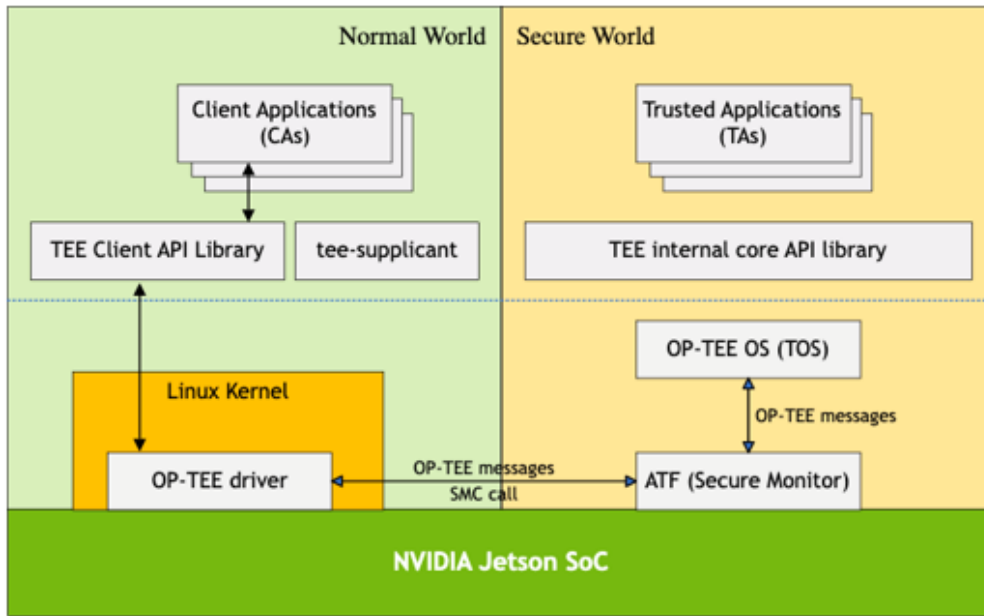 Normal World
Secure World
Client Applications
(CAs)
Trusted Applications
(TAs)
TEE Client API Library
tee-supplicant
TEE internal core API library
OP-TEE OS (TOS)
Linux Kernel
OP-TEE messages
OP-TEE driver
OP-TEE messages
SMC call
ATF (Secure Monitor)
NVIDIA Jetson SoC